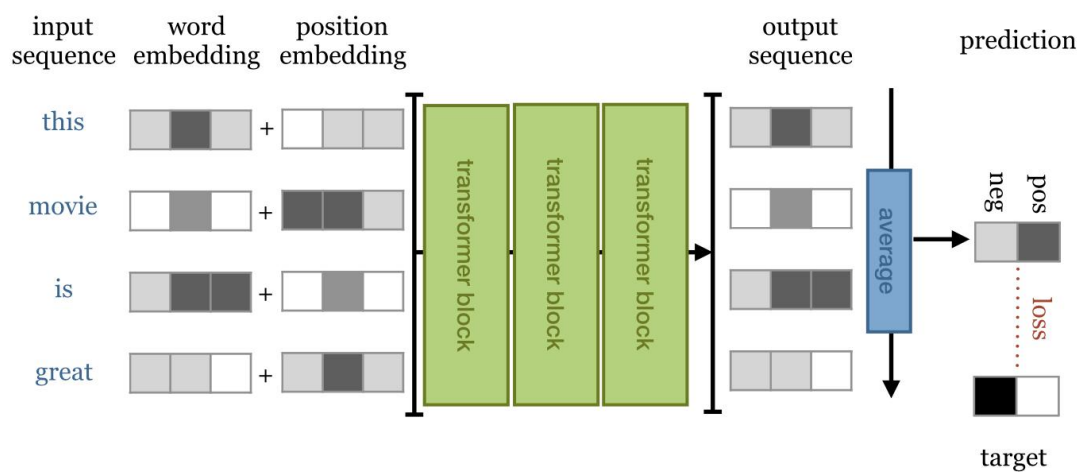 input
sequence
word
embedding
position
embedding
output
sequence
prediction
this
+
movie
+
is
+
great
+
transformer block
transformer block
transformer block
average
neg
pos
loss
target